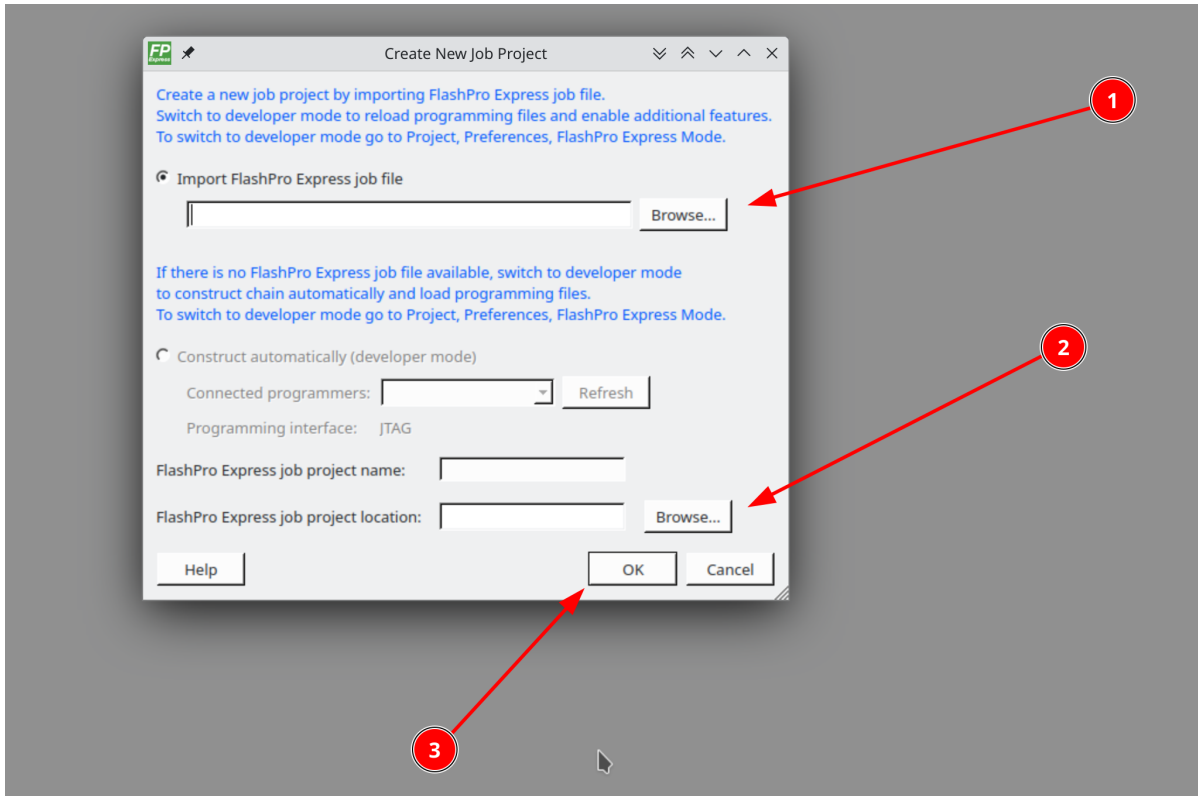 FP
Express
Create New Job Project
Create a new job project by importing FlashPro Express job file.
Switch to developer mode to reload programming files and enable additional features.
To switch to developer mode go to Project, Preferences, FlashPro Express Mode.
1
Import FlashPro Express job file
Browse...
If there is no FlashPro Express job file available, switch to developer mode
to construct chain automatically and load programming files.
To switch to developer mode go to Project, Preferences, FlashPro Express Mode.
2
Construct automatically (developer mode)
Connected programmers: Refresh
Programming interface: JTAG
FlashPro Express job project name:
FlashPro Express job project location: Browse...
Help OK Cancel
3